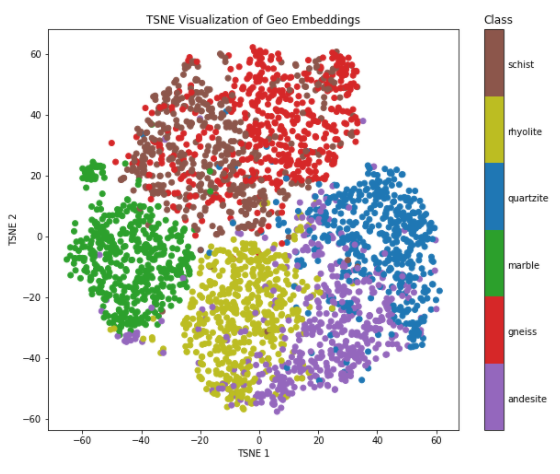 TSNE Visualization of Geo Embeddings
Class
60
40
20
0
−20
−40
−60
TSNE 2
−60 −40 −20 0 20 40 60
TSNE 1
schist
rhyolite
quartzite
marble
gneiss
andesite